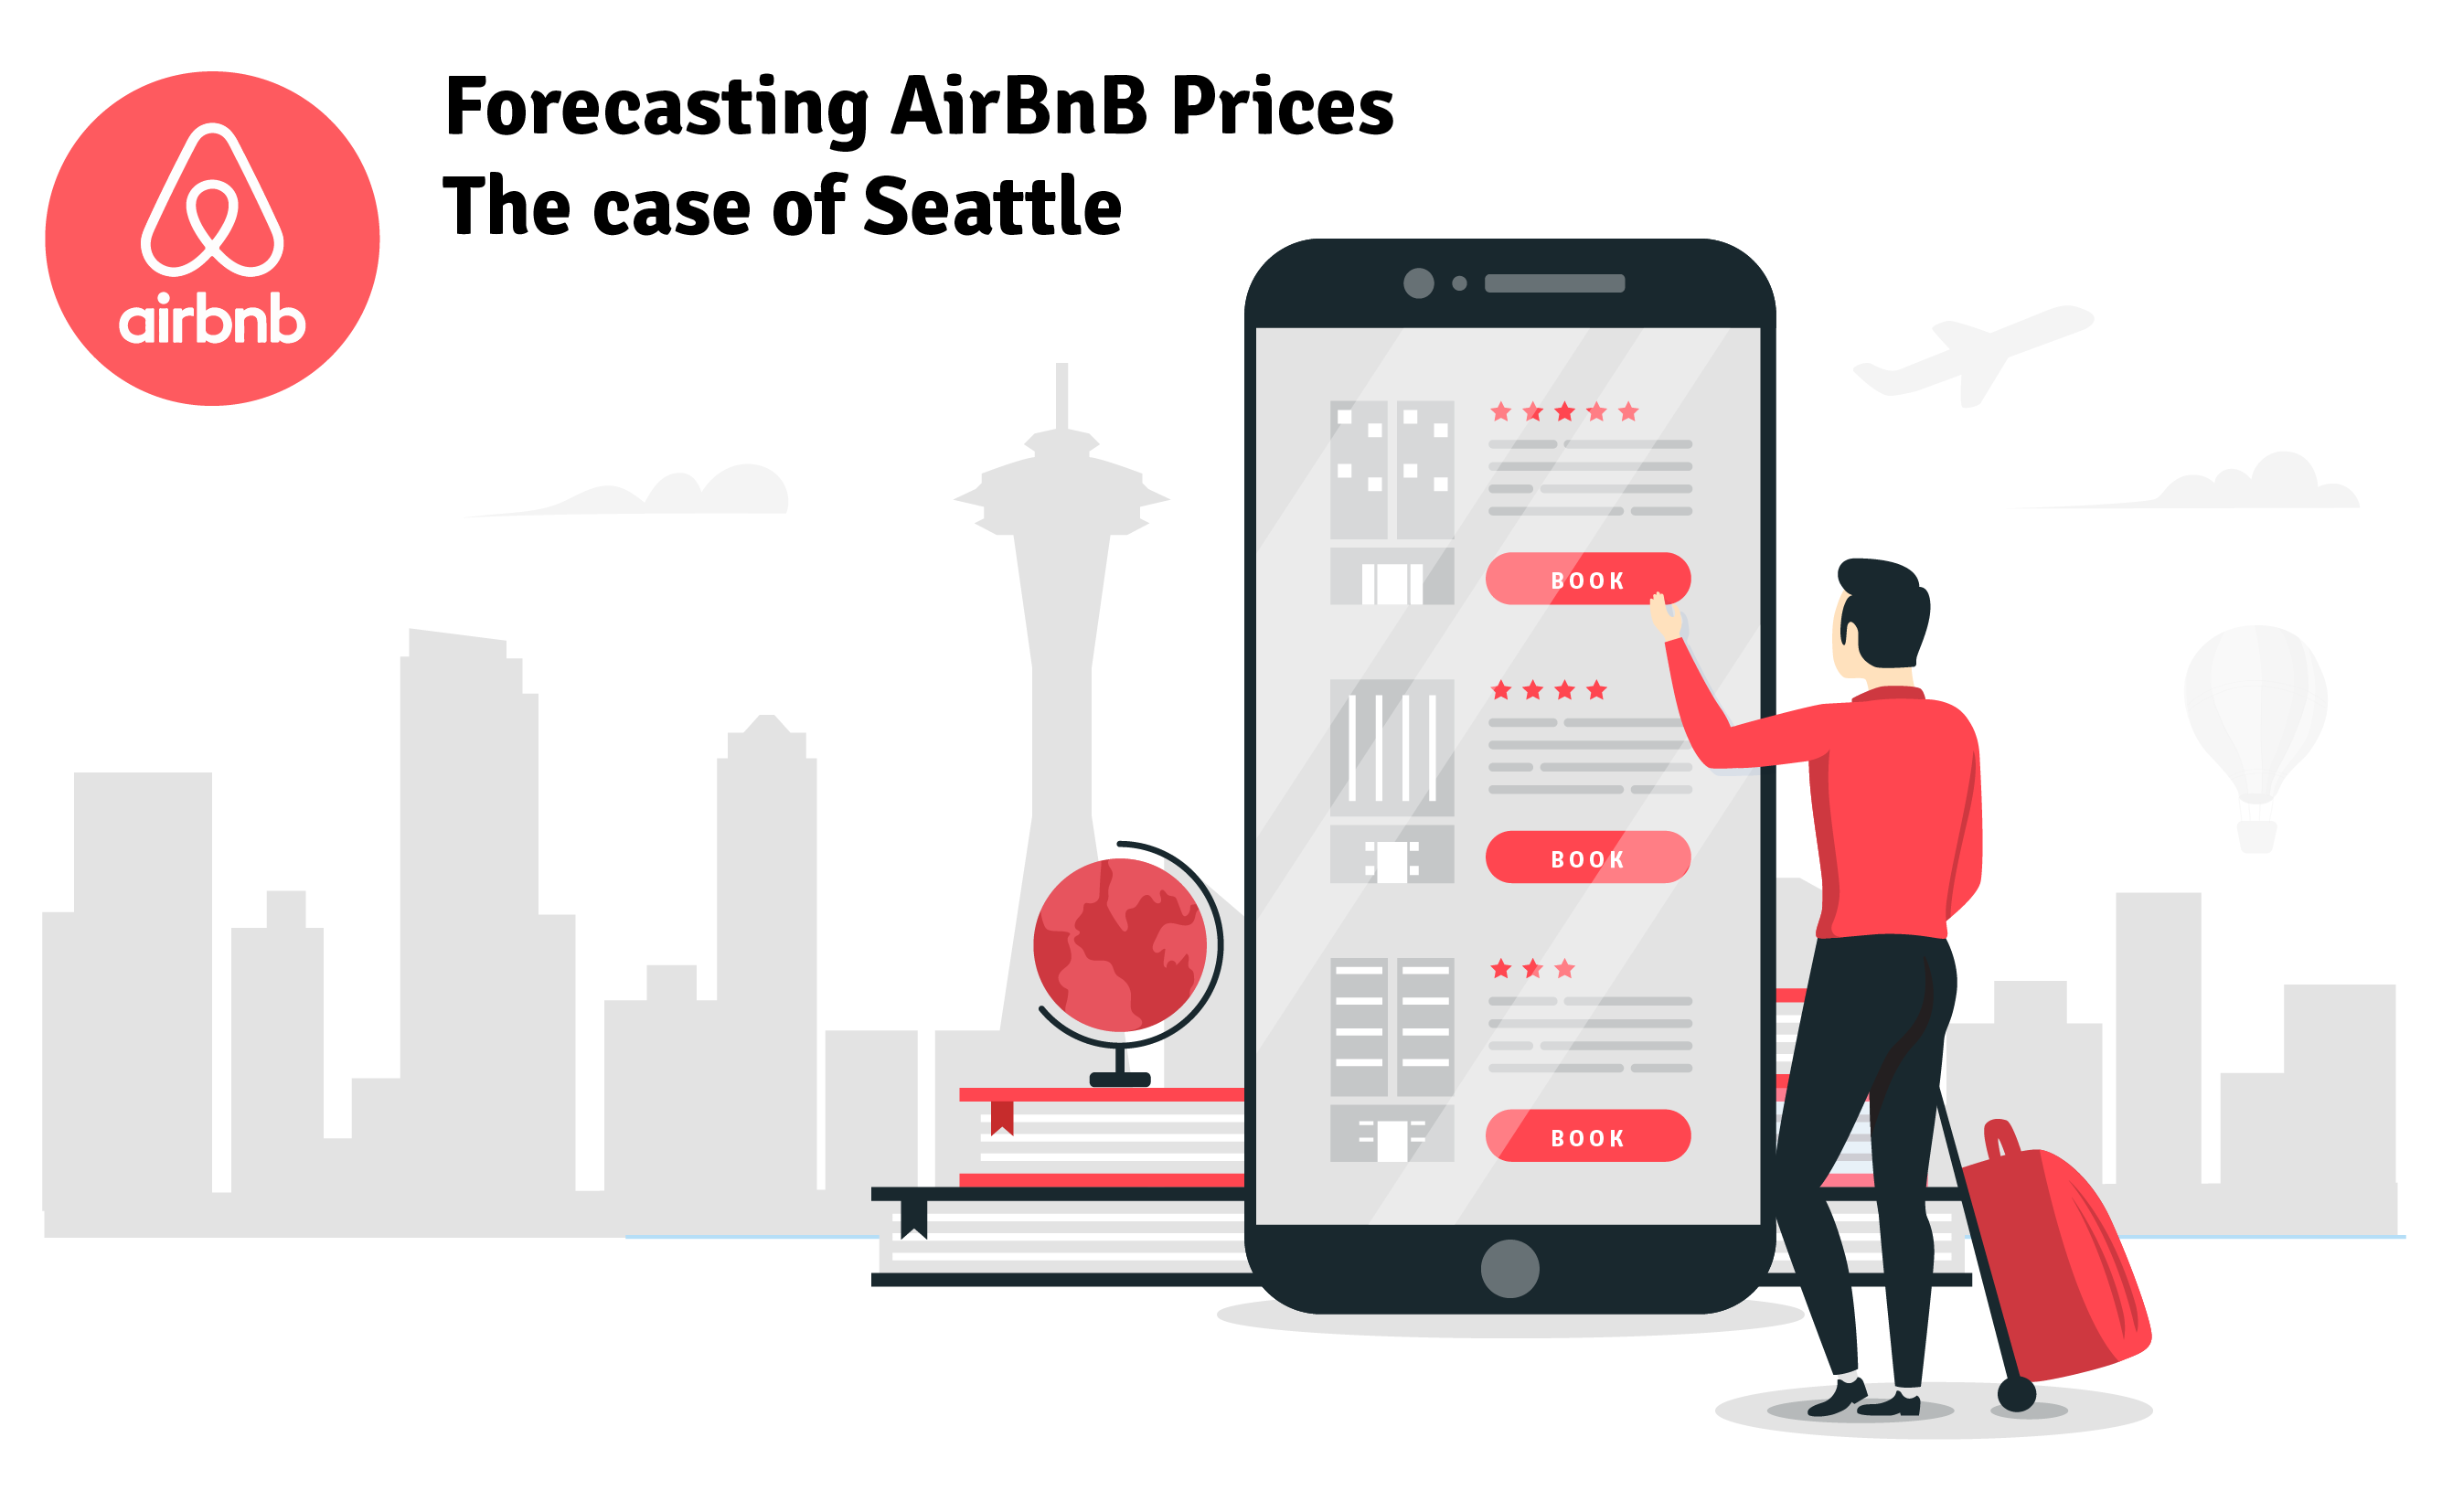 Forecasting AirBnB Prices
The case of Seattle
airbnb
BOOK
BOOK
BOOK